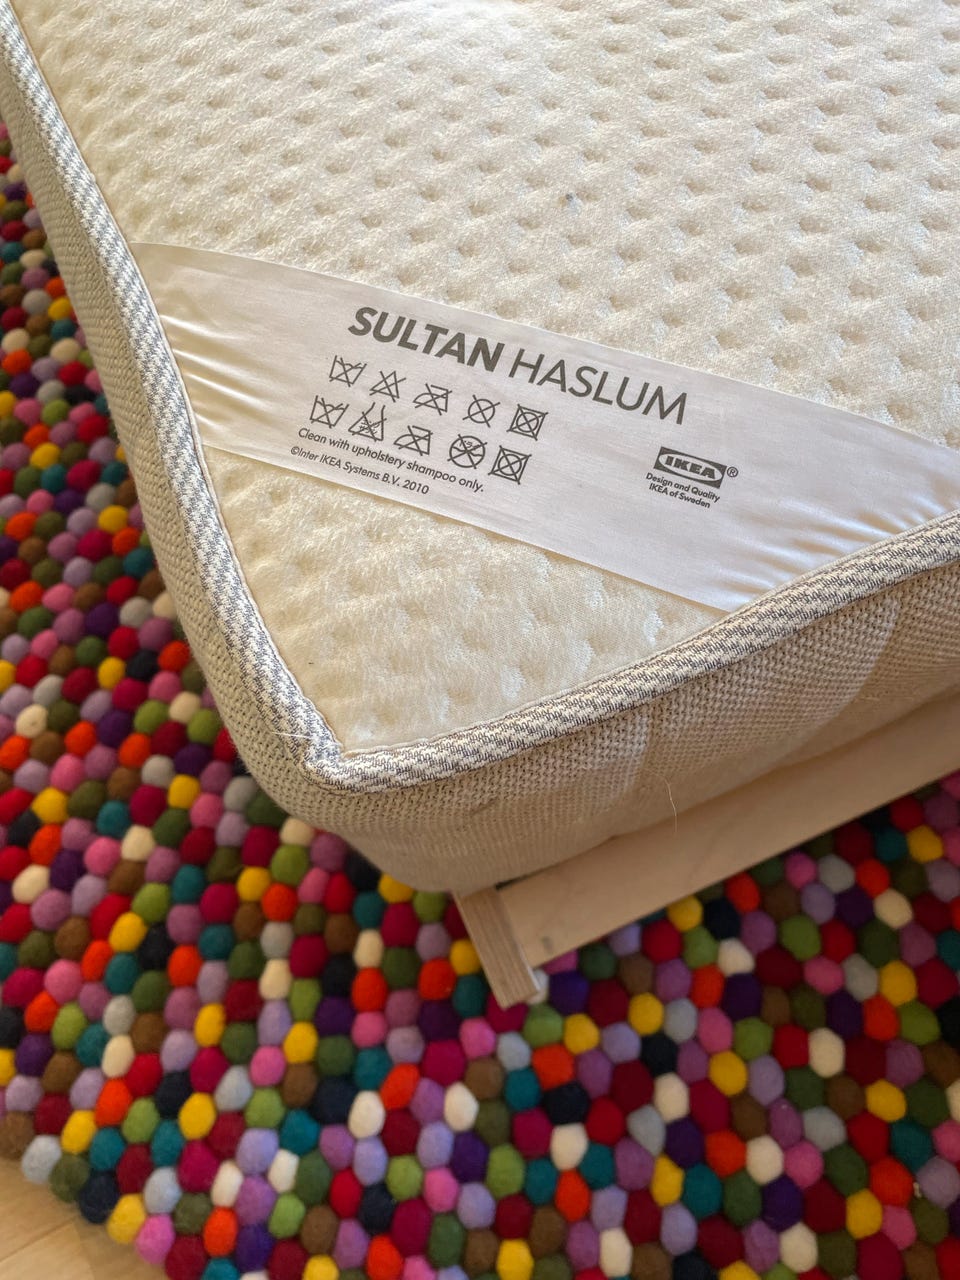 SULTAN HASLUM
Clean with upholstery shampoo only.
©Inter IKEA Systems B.V. 2010
IKEA®
Design and Quality
IKEA of Sweden